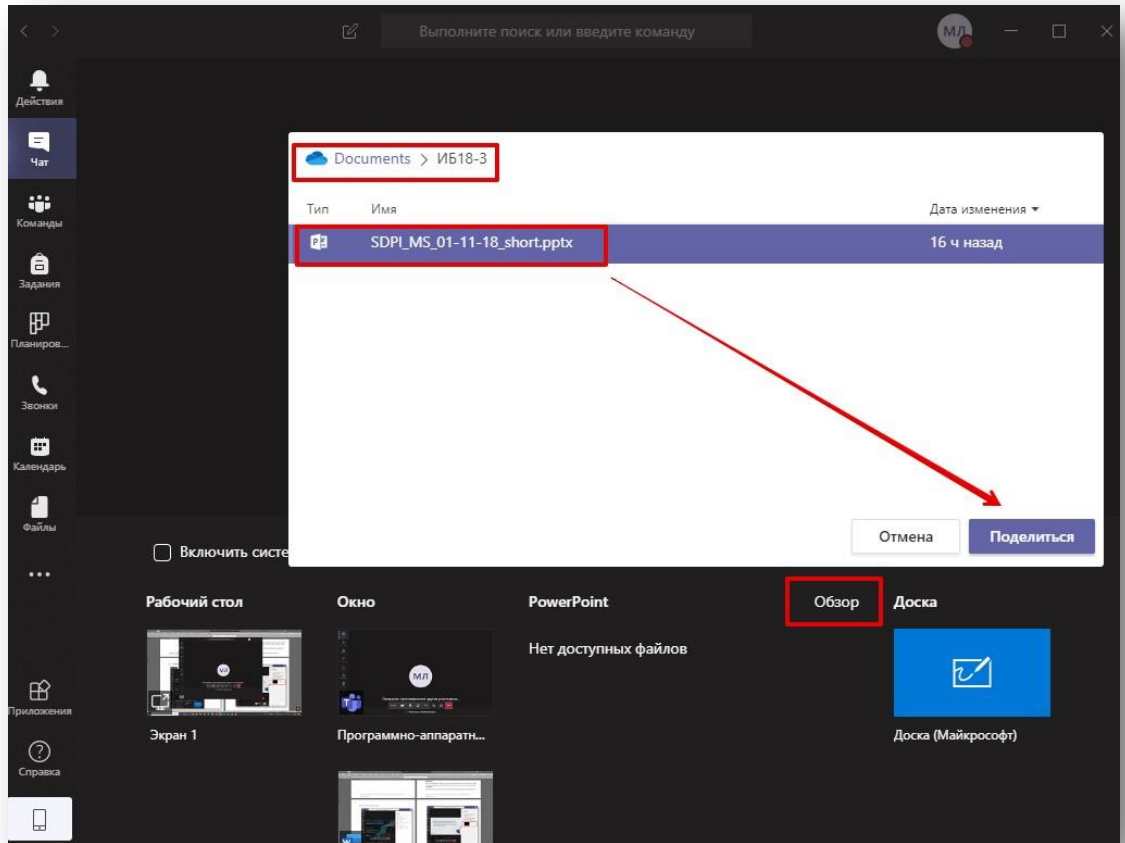 Выполните поиск или введите команду
МЛ
Действия
Чат
Команды
Задания
Планиров...
Звонки
Календарь
Файлы
Приложения
Справка
Documents > ИБ18-3
Тип Имя Дата изменения
SDPI_MS_01-11-18_short.pptx 16 ч назад
Отмена Поделиться
Включить систе
Рабочий стол Окно PowerPoint Обзор Доска
Нет доступных файлов
МЛ
МЛ
Экран 1 Программно-аппаратн... Доска (Майкрософт)